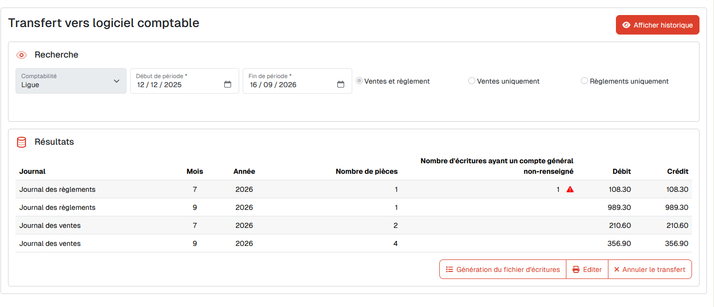 Transfert vers logiciel comptable
Afficher historique
Recherche
Comptabilité
Ligue
Début de période *
12 / 12 / 2025
Fin de période *
16 / 09 / 2026
Ventes et règlement
Ventes uniquement
Règlements uniquement
Résultats
Journal Mois Année Nombre de pièces Nombre d'écritures ayant un compte général non-renseigné Débit Crédit
Journal des règlements 7 2026 1 1 108.30 108.30
Journal des règlements 9 2026 1 989.30 989.30
Journal des ventes 7 2026 2 210.60 210.60
Journal des ventes 9 2026 4 356.90 356.90
Génération du fichier d'écritures
Editer
Annuler le transfert